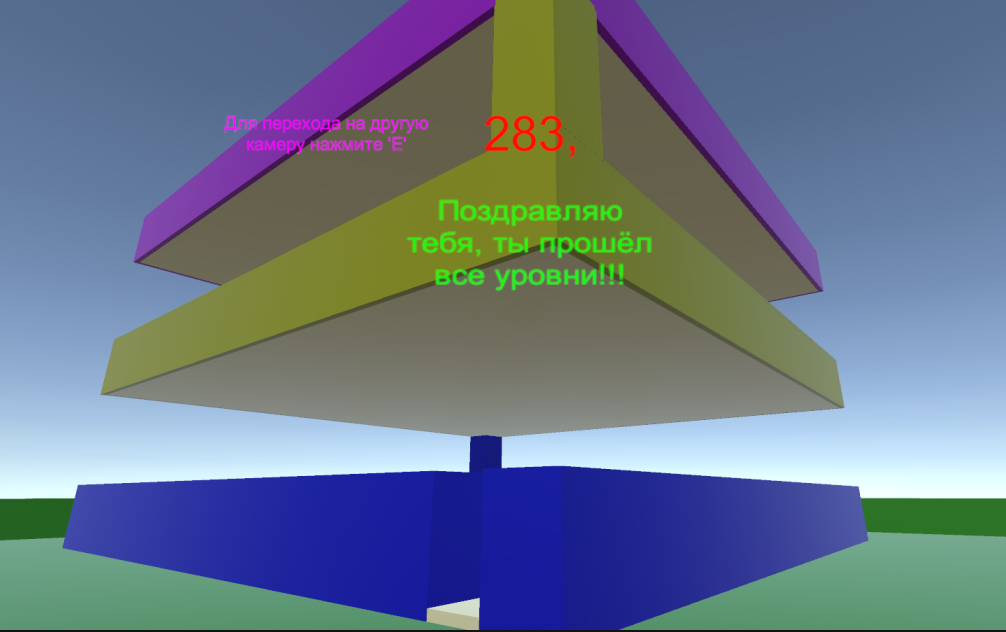 Для перехода на другую
камеру нажмите 'E'
283,
Поздравляю
тебя, ты прошёл
все уровни!!!